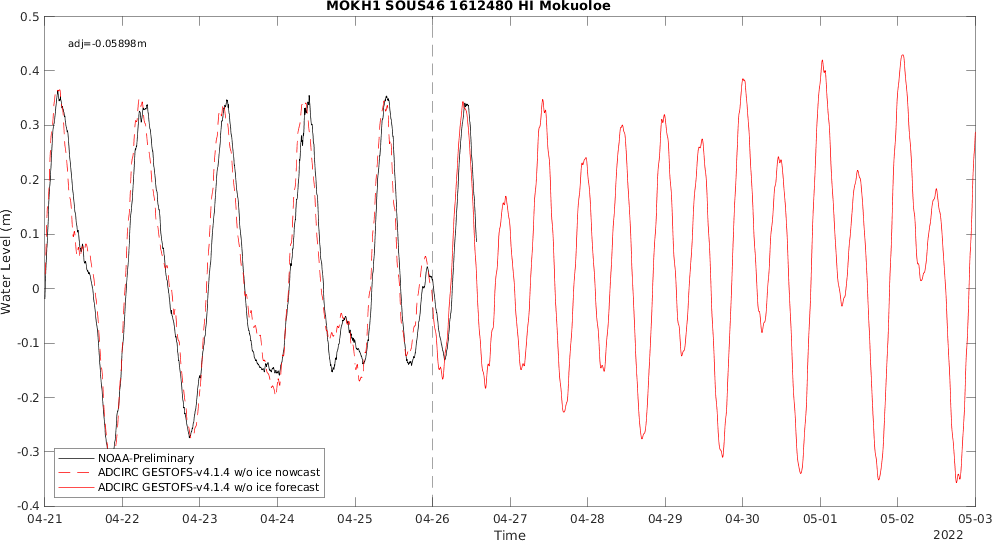 MOKH1 SOUS46 1612480 HI Mokuoloe
adj=-0.05898m
0.5
0.4
0.3
0.2
0.1
0
-0.1
-0.2
-0.3
-0.4
Water Level (m)
NOAA-Preliminary
ADCIRC GESTOFS-v4.1.4 w/o ice nowcast
ADCIRC GESTOFS-v4.1.4 w/o ice forecast
04-21 04-22 04-23 04-24 04-25 04-26 04-27 04-28 04-29 04-30 05-01 05-02 05-03
Time
2022